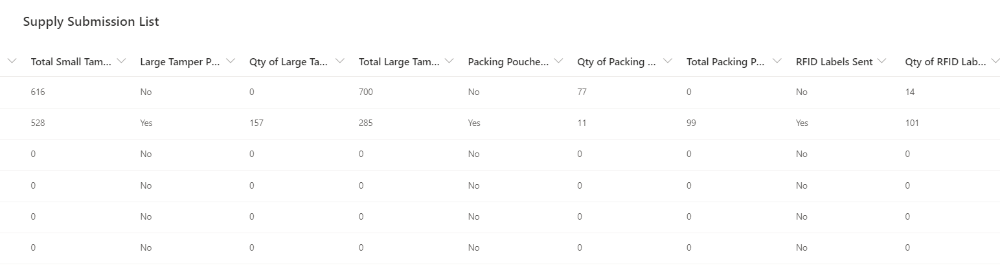 Supply Submission List
Total Small Tam... Large Tamper P... Qty of Large Ta... Total Large Tam... Packing Pouche... Qty of Packing ... Total Packing P... RFID Labels Sent Qty of RFID Lab...
616 No 0 700 No 77 0 No 14
528 Yes 157 285 Yes 11 99 Yes 101
0 No 0 0 No 0 0 No 0
0 No 0 0 No 0 0 No 0
0 No 0 0 No 0 0 No 0
0 No 0 0 No 0 0 No 0